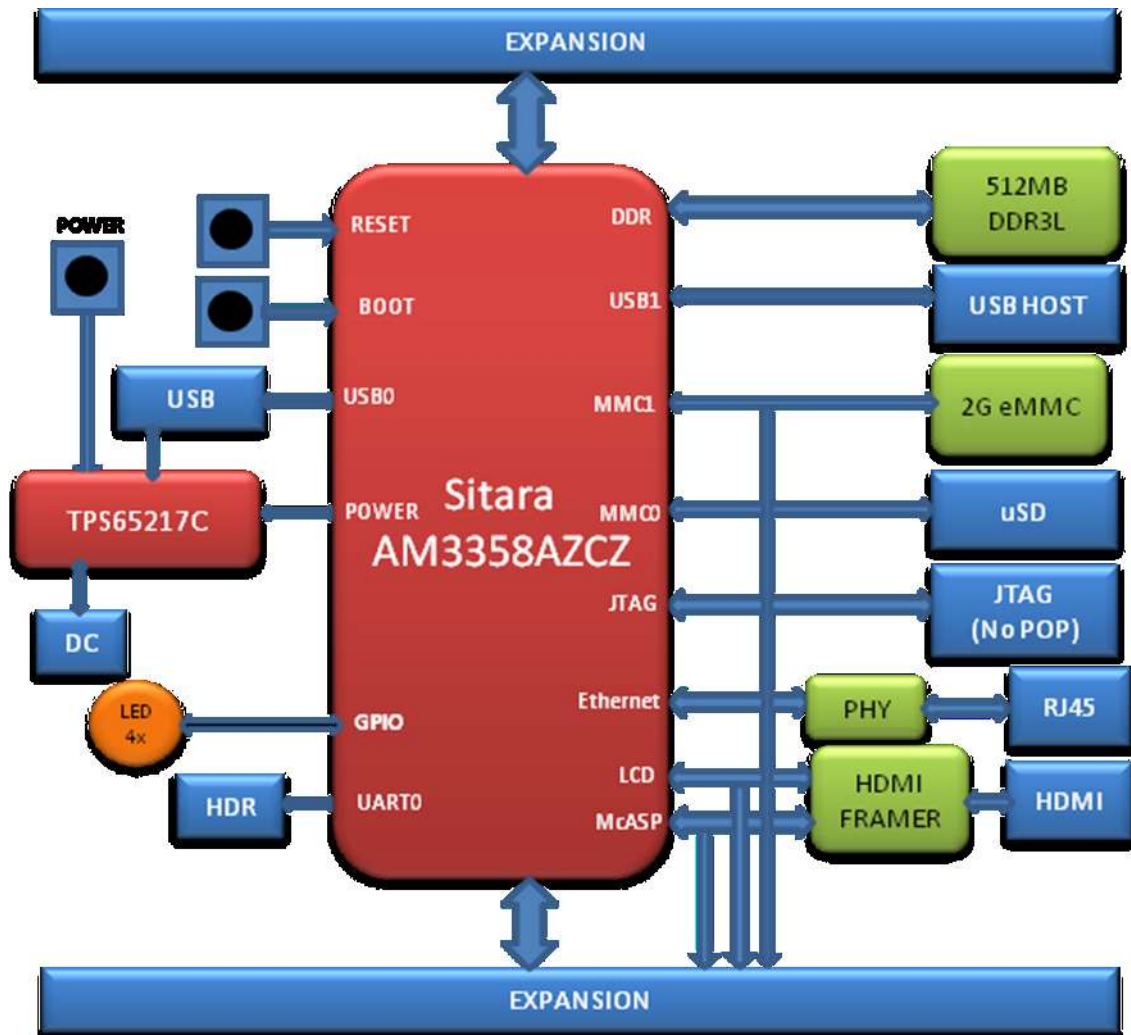 EXPANSION
POWER
RESET
BOOT
USB0
POWER
GPIO
UART0
USB
TPS65217C
DC
LED
4x
HDR
Sitara
AM3358AZCZ
DDR
USB1
MMC1
MMC0
JTAG
Ethernet
LCD
McASP
512MB
DDR3L
USB HOST
2G eMMC
uSD
JTAG
(No POP)
PHY
RJ45
HDMI
FRAMER
HDMI
EXPANSION